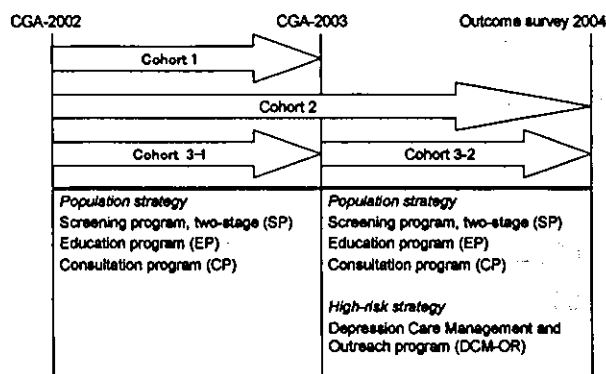 CGA-2002
CGA-2003
Outcome survey 2004
Cohort 1
Cohort 2
Cohort 3-1
Cohort 3-2
Population strategy
Screening program, two-stage (SP)
Education program (EP)
Consultation program (CP)
Population strategy
Screening program, two-stage (SP)
Education program (EP)
Consultation program (CP)
High-risk strategy
Depression Care Management and
Outreach program (DCM-OR)